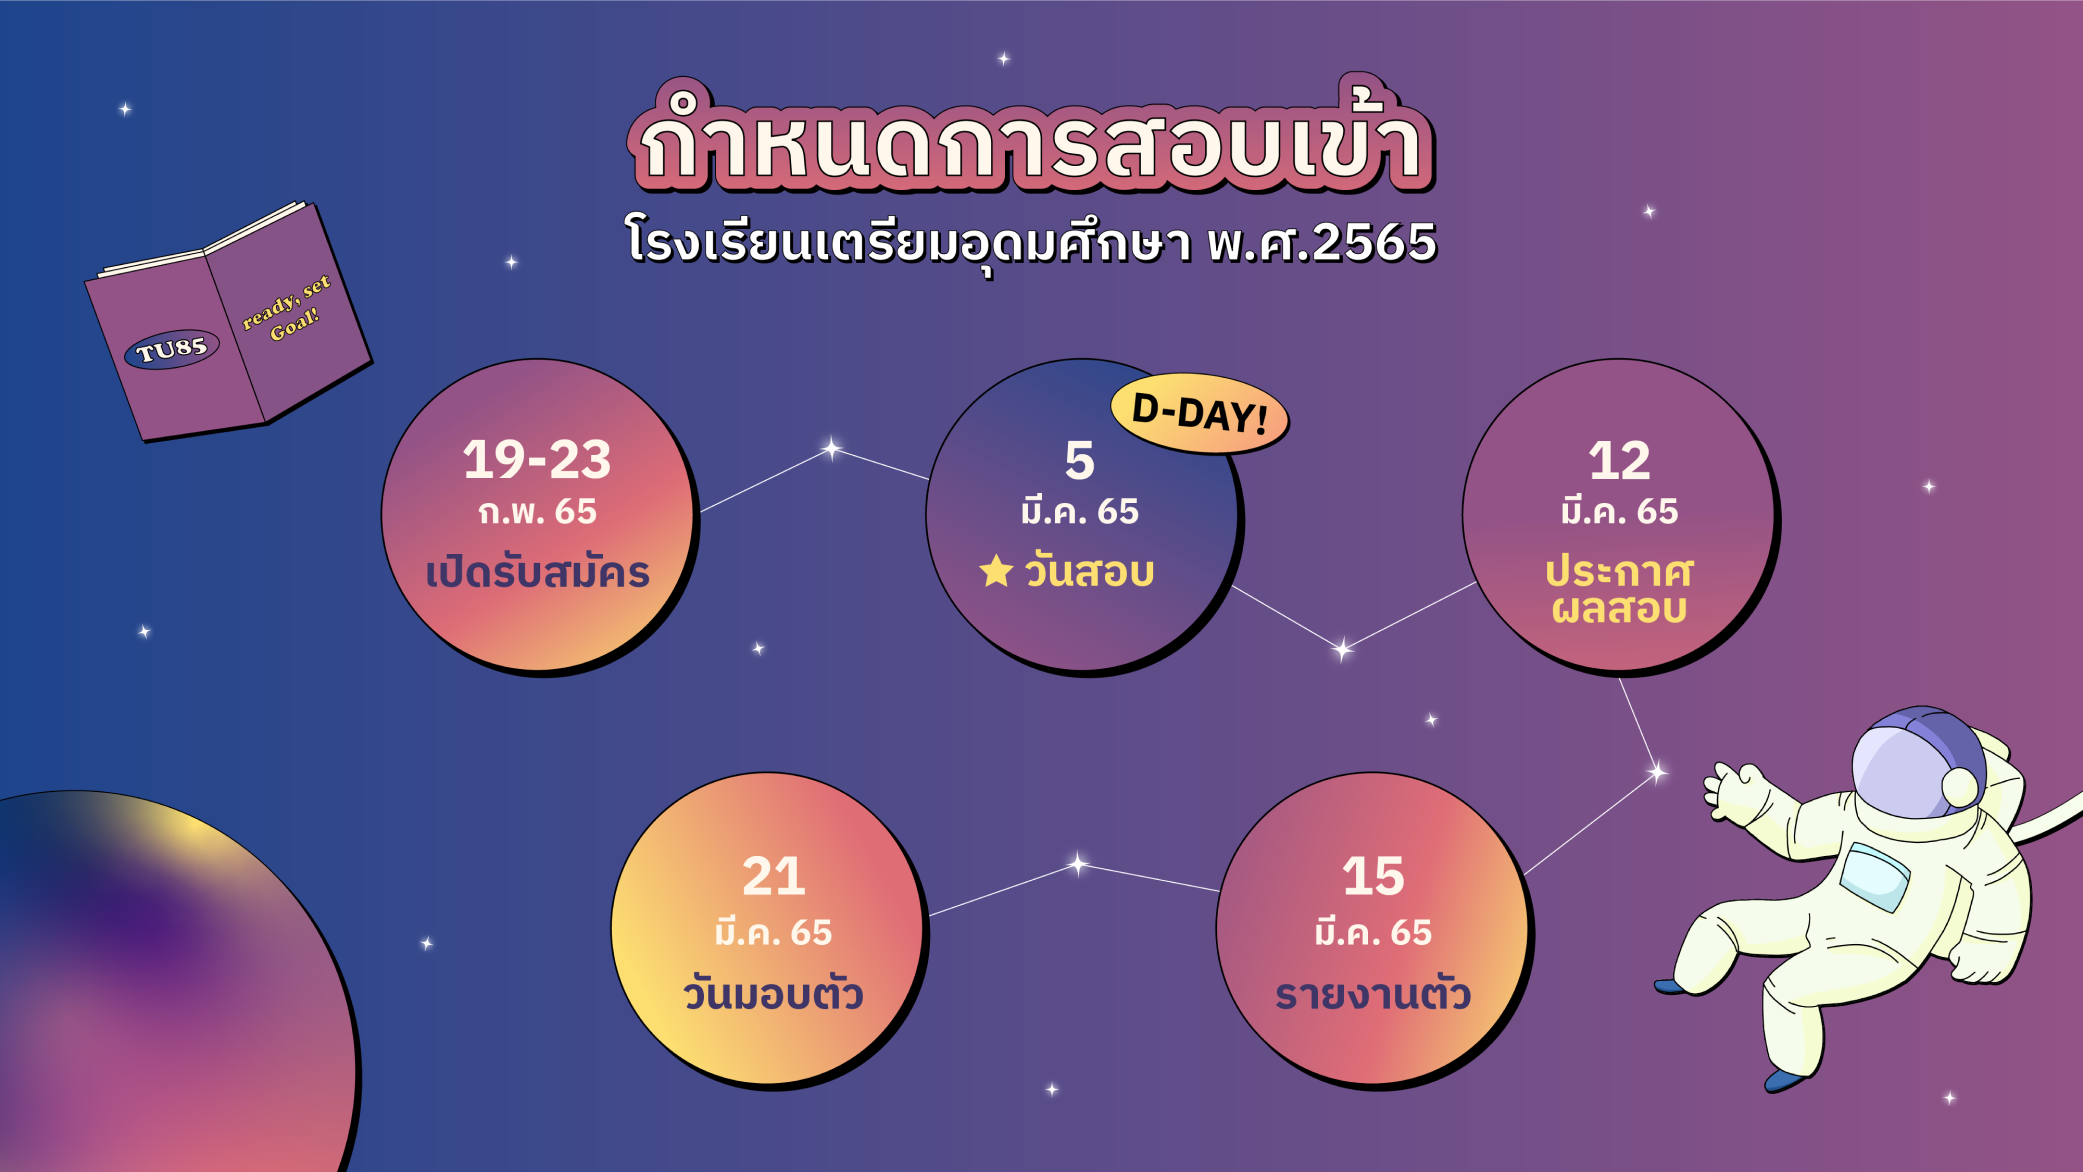 กำหนดการสอบเข้า
โรงเรียนเตรียมอุดมศึกษา พ.ศ.2565
TU85
ready, set
Goal!
19-23
ก.พ. 65
เปิดรับสมัคร
D-DAY!
5
มี.ค. 65
วันสอบ
12
มี.ค. 65
ประกาศ
ผลสอบ
15
มี.ค. 65
รายงานตัว
21
มี.ค. 65
วันมอบตัว